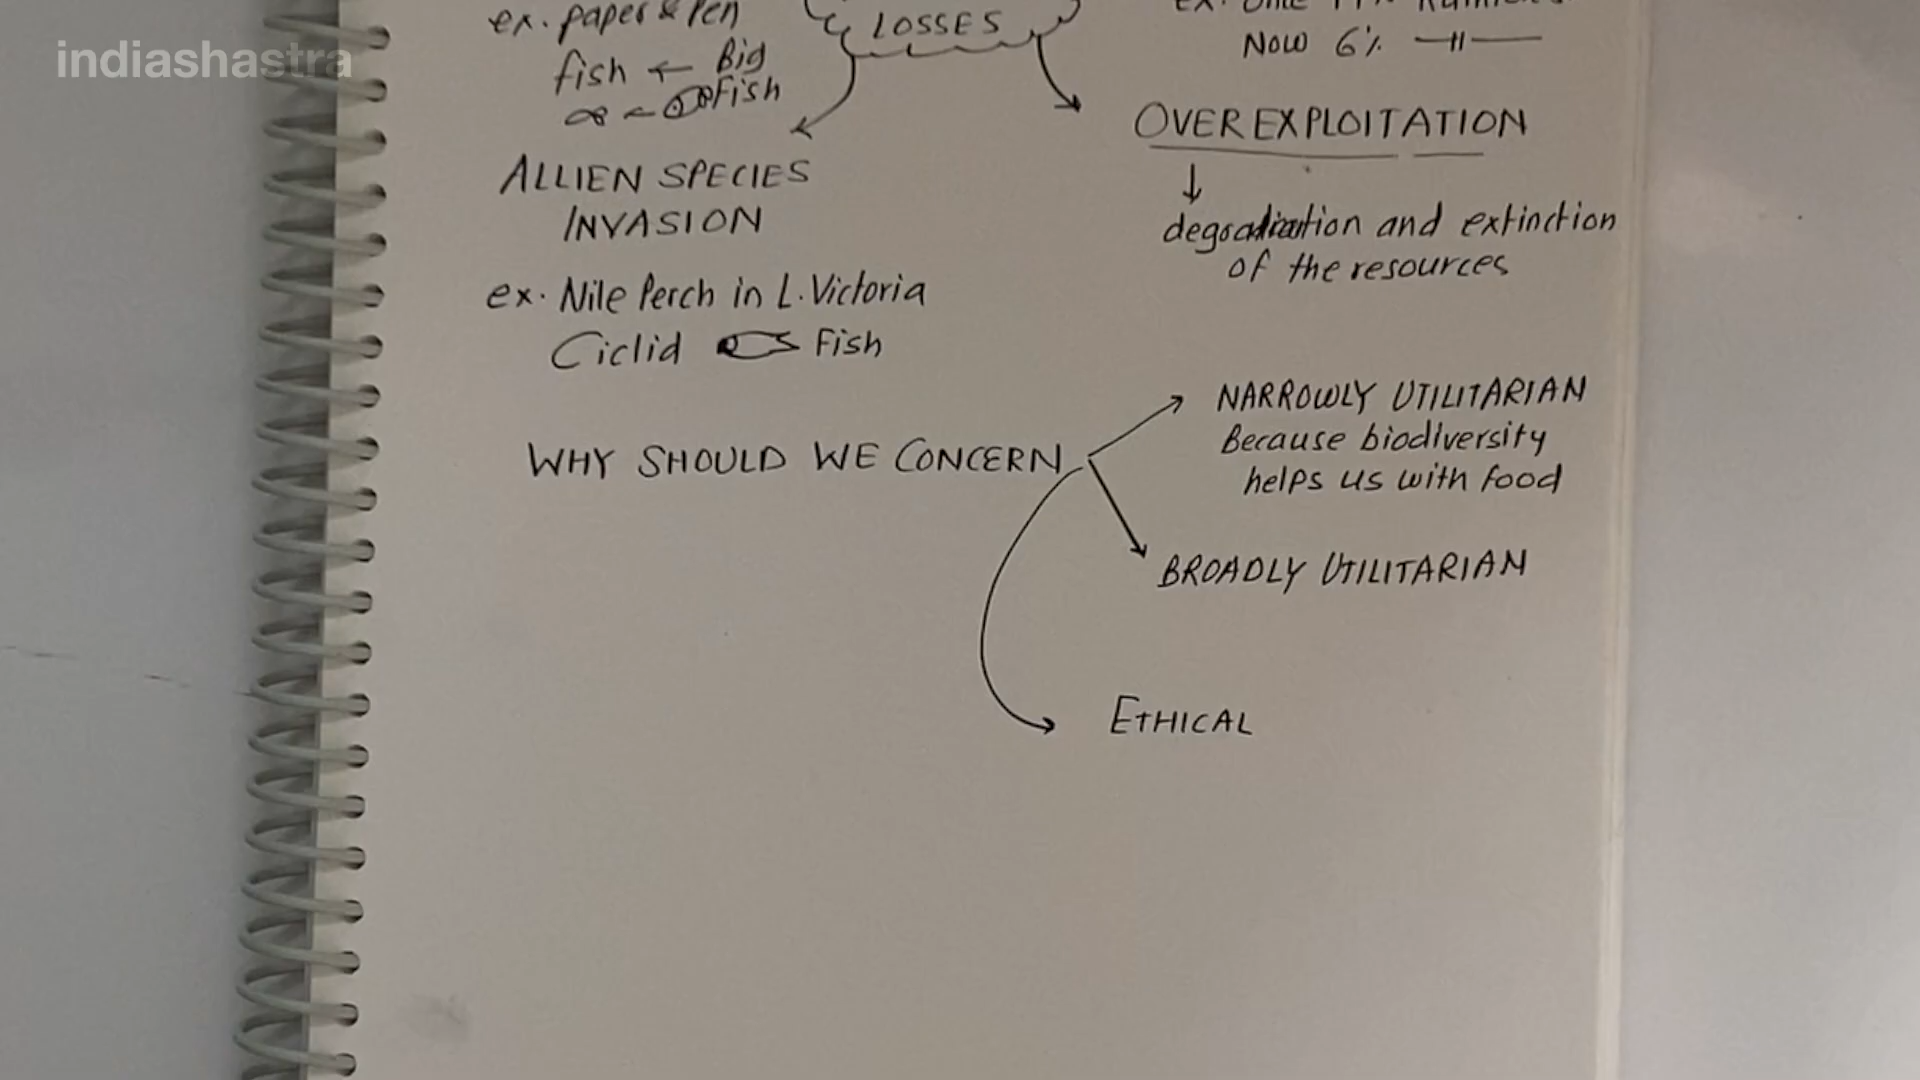 indiashastra
ex. paper & Pen
fish ← Big
← Fish
LOSSES
Now 6%
ALLIEN SPECIES
INVASION
ex. Nile Perch in L. Victoria
Ciclid Fish
OVER EXPLOITATION
↓
and extinction
of the resources
WHY SHOULD WE CONCERN
NARROWLY UTILITARIAN
Because biodiversity
helps us with food
BROADLY UTILITARIAN
ETHICAL